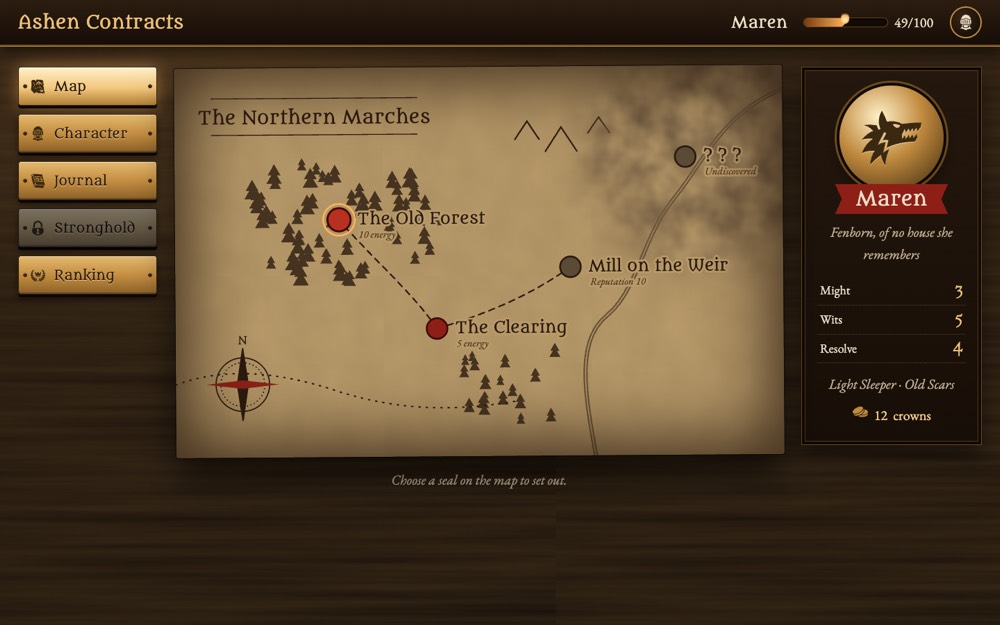 Ashen Contracts
Maren
49/100
Map
Character
Journal
Stronghold
Ranking
The Northern Marches
? ? ?
Undiscovered
The Old Forest
10 energy
Mill on the Weir
Reputation 10
The Clearing
5 energy
N
Choose a seal on the map to set out.
Maren
Fenborn, of no house she
remembers
Might 3
Wits 5
Resolve 4
Light Sleeper · Old Scars
12 crowns